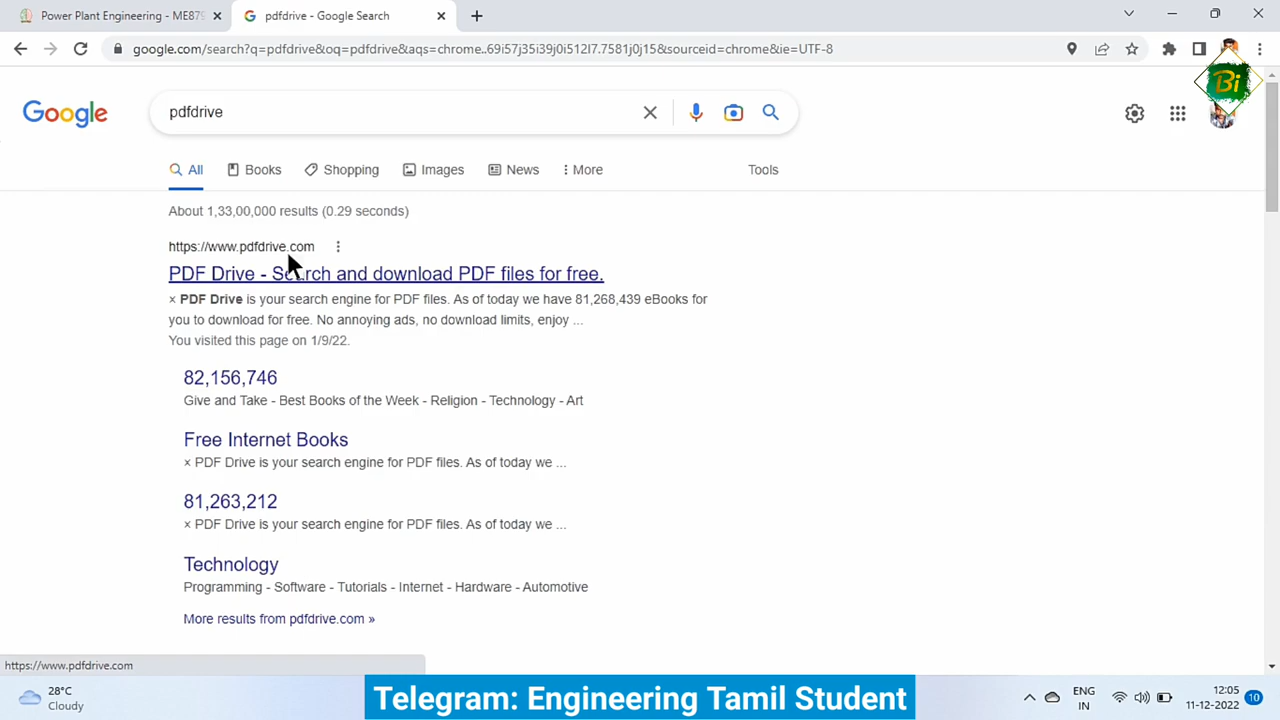 Power Plant Engineering - ME879
pdfdrive - Google Search
google.com/search?q=pdfdrive&oq=pdfdrive&aqs=chrome..69i57j35i39j0i512l7.7581j0j15&sourceid=chrome&ie=UTF-8
Bi
Google
pdfdrive
All Books Shopping Images News More Tools
About 1,33,00,000 results (0.29 seconds)
https://www.pdfdrive.com
PDF Drive - Search and download PDF files for free.
× PDF Drive is your search engine for PDF files. As of today we have 81,268,439 eBooks for
you to download for free. No annoying ads, no download limits, enjoy ...
You visited this page on 1/9/22.
82,156,746
Give and Take - Best Books of the Week - Religion - Technology - Art
Free Internet Books
× PDF Drive is your search engine for PDF files. As of today we ...
81,263,212
× PDF Drive is your search engine for PDF files. As of today we ...
Technology
Programming - Software - Tutorials - Internet - Hardware - Automotive
More results from pdfdrive.com »
https://www.pdfdrive.com
28°C
Cloudy
Telegram: Engineering Tamil Student
ENG
IN
12:05
11-12-2022
10